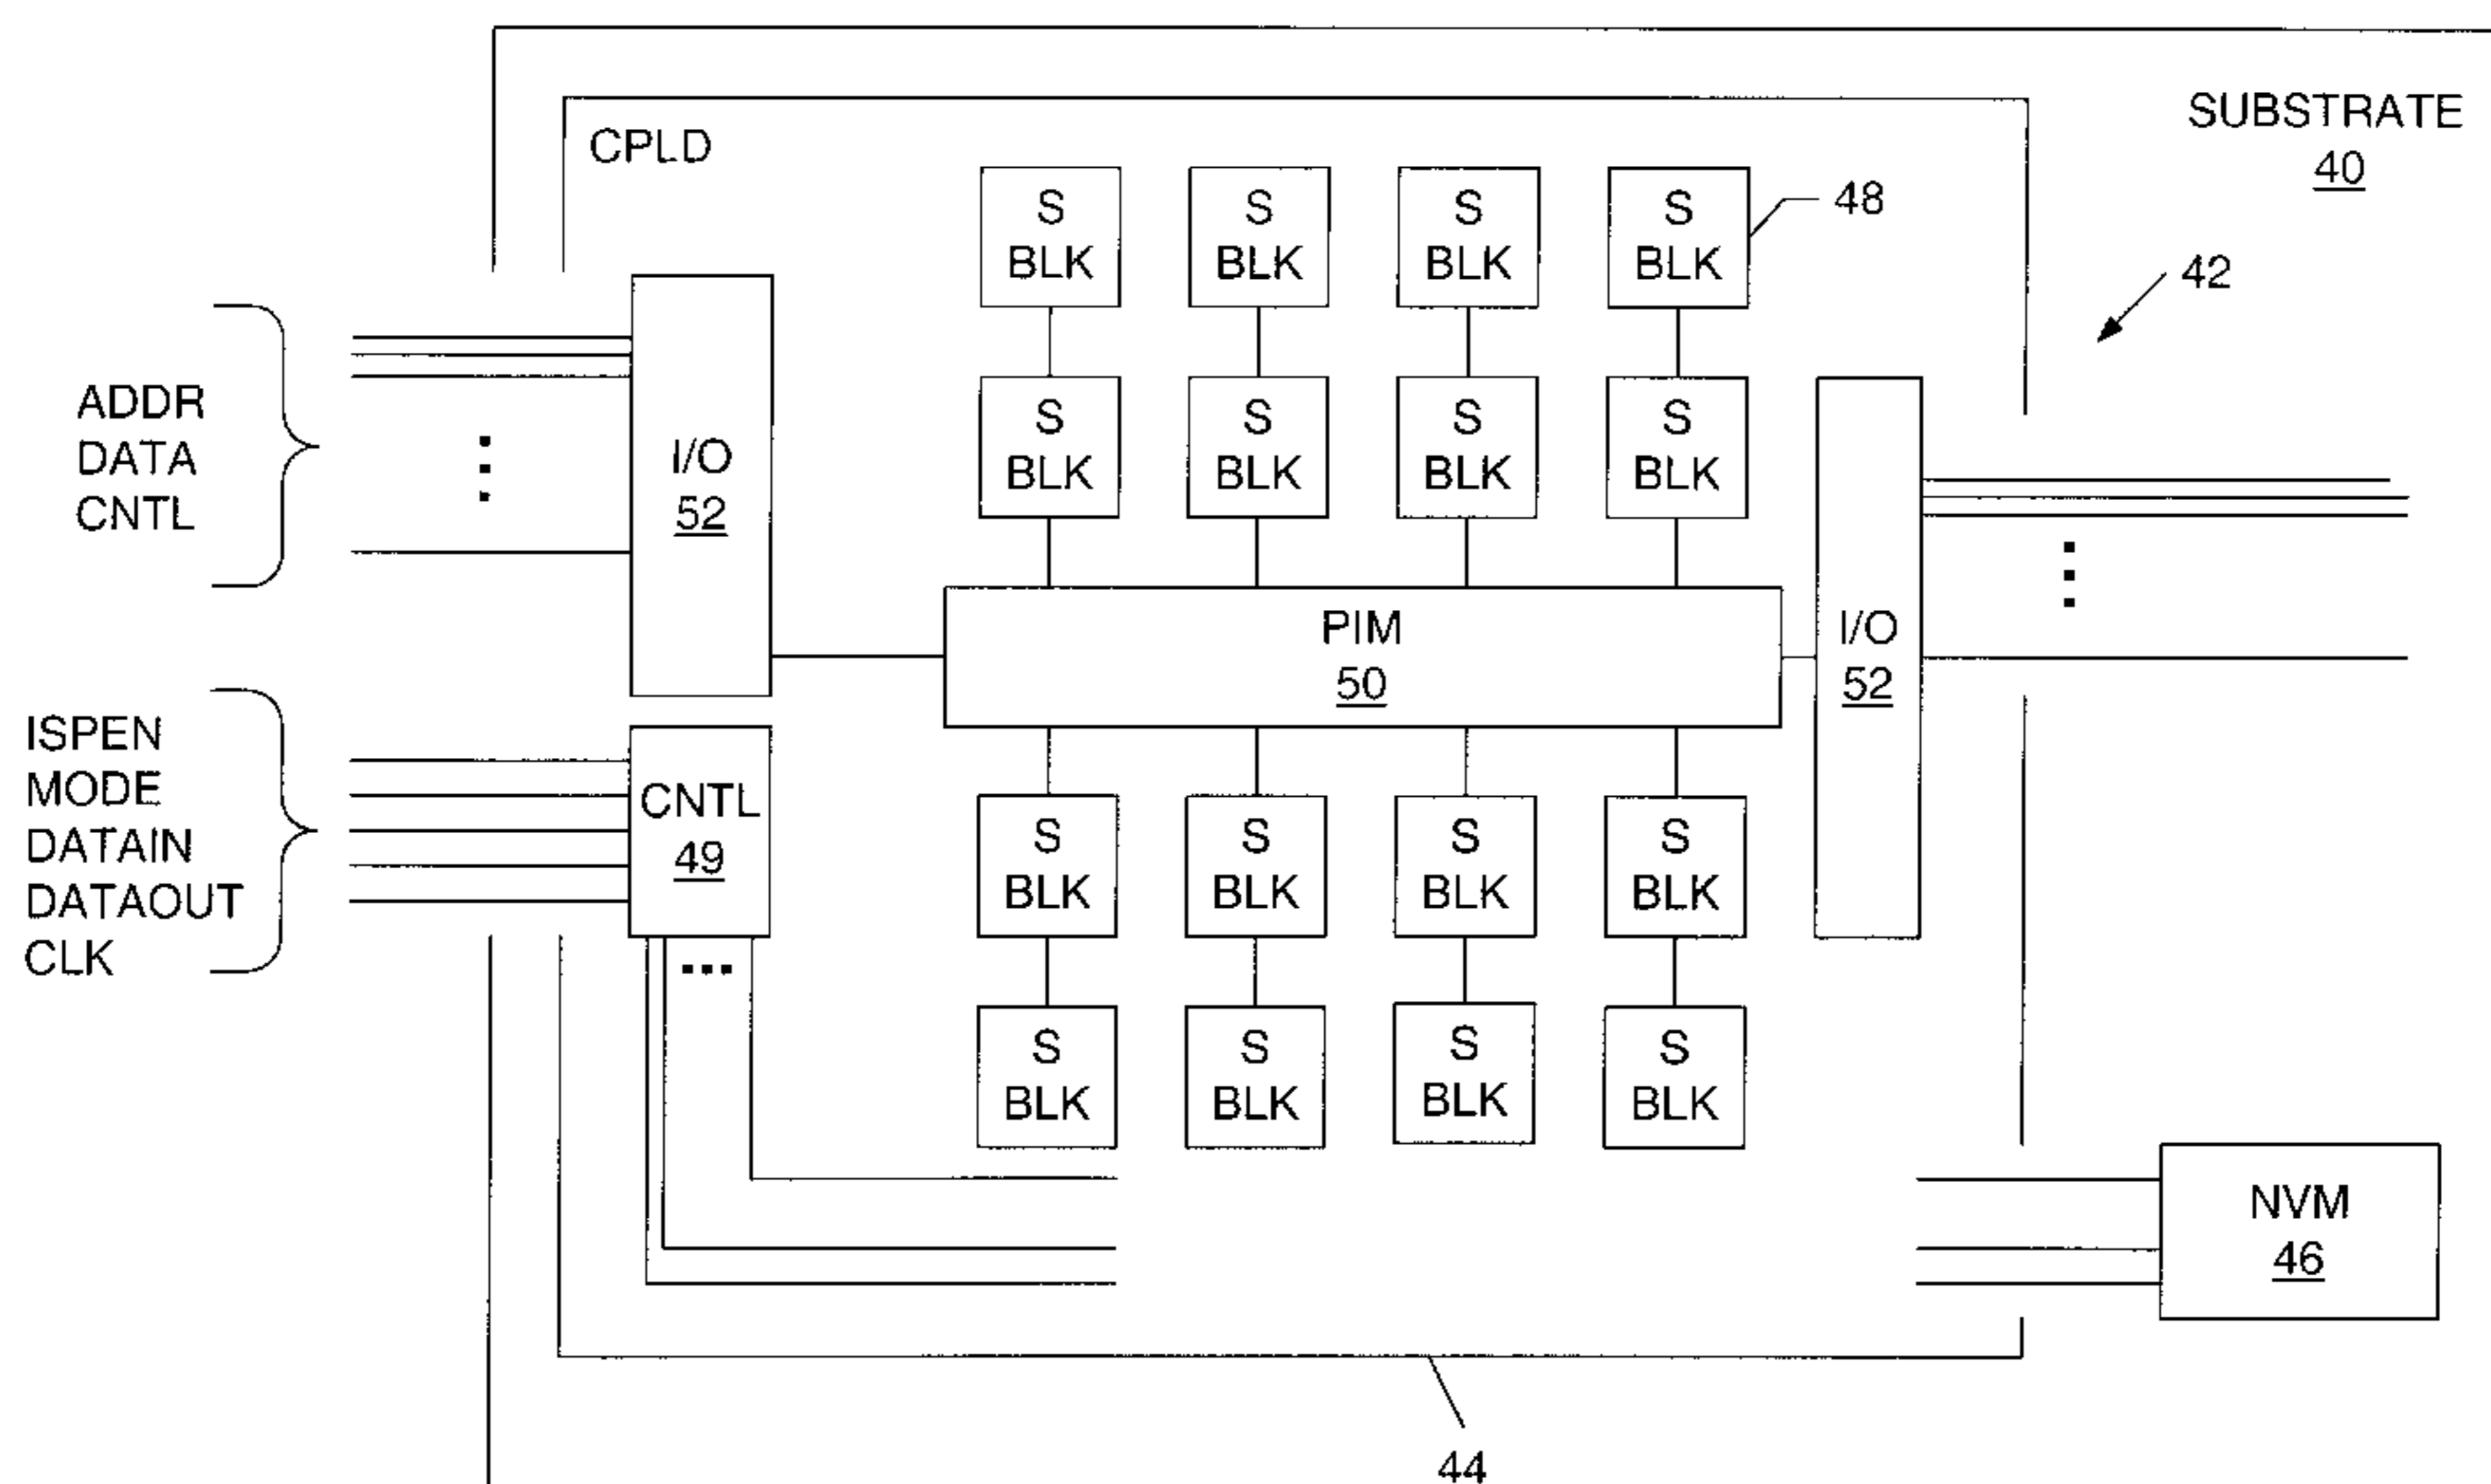 SUBSTRATE
40
CPLD
S
BLK
S
BLK
S
BLK
S
BLK
48
42
ADDR
DATA
CNTL
I/O
52
S
BLK
S
BLK
S
BLK
S
BLK
PIM
50
I/O
52
ISPEN
MODE
DATAIN
DATAOUT
CLK
CNTL
49
S
BLK
S
BLK
S
BLK
S
BLK
S
BLK
S
BLK
S
BLK
S
BLK
NVM
46
44